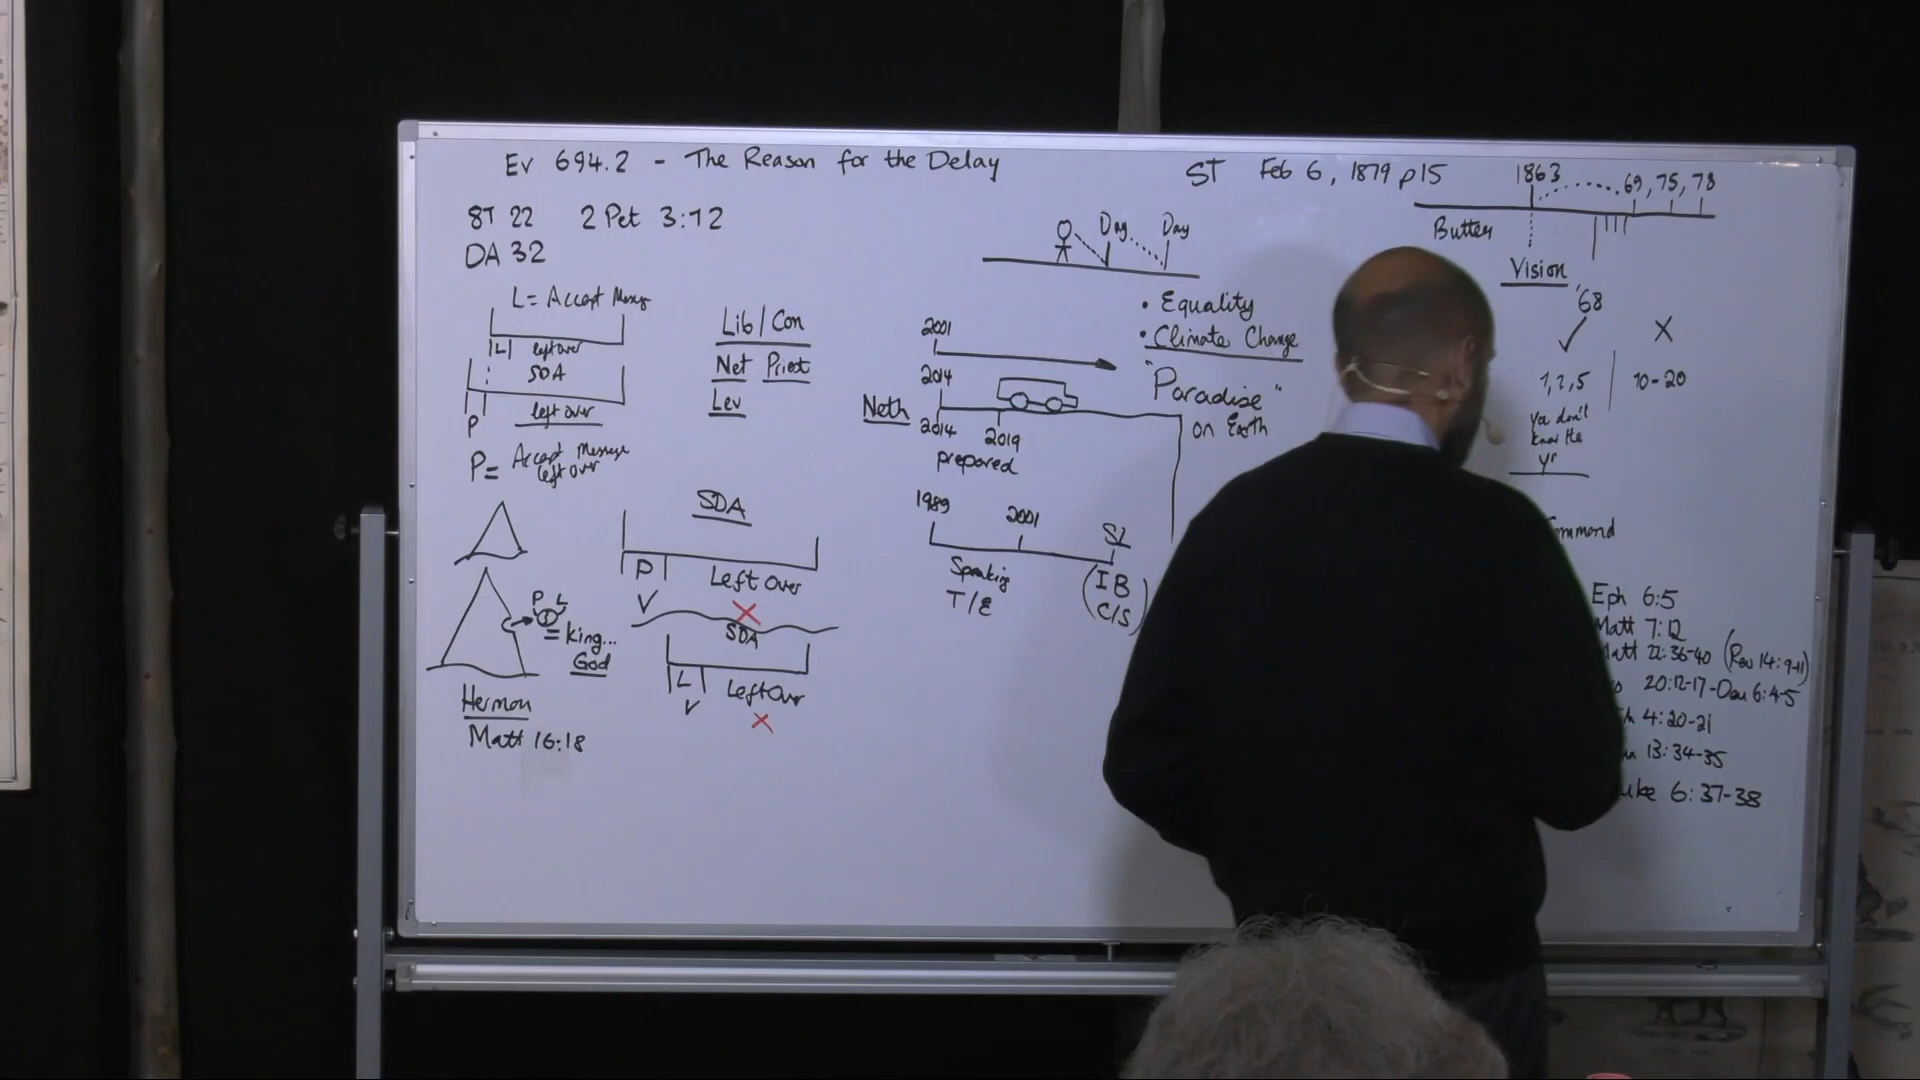 Ev 694.2 - The Reason for the Delay
8T 22 2 Pet 3:12
DA 32
L = Accept
L left over
SDA
left over
P
P = Accept Message
left over
Lib/Con
Net Priest
Lev
SDA
P Left Over
V X
SDA
L Left Over
V X
P L
= king...
God
Hermon
Matt 16:18
ST Feb 6, 1879 p15
Day Day
• Equality
• Climate Change
"Paradise"
on Earth
2001
2014
Neth
2014 2019
prepared
1989 2001 SL
Speaking
T/E
(IB
C/S)
1863 69, 75, 78
Butter
Vision
'68
✓ X
1, 2, 5 10-20
you don't
know the
yr
mmond
Eph 6:5
Matt 7:12
att 22:36-40 (Rev 14:9-11)
20:12-17-Deu 6:4-5
4:20-21
13:34-35
uke 6:37-38